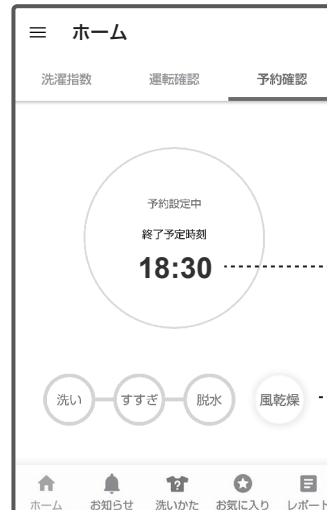 ホーム
洗濯指数 運転確認 予約確認
予約設定中
終了予定時刻
18:30
洗い すすぎ 脱水 風乾燥
ホーム お知らせ 洗いかた お気に入り レポート